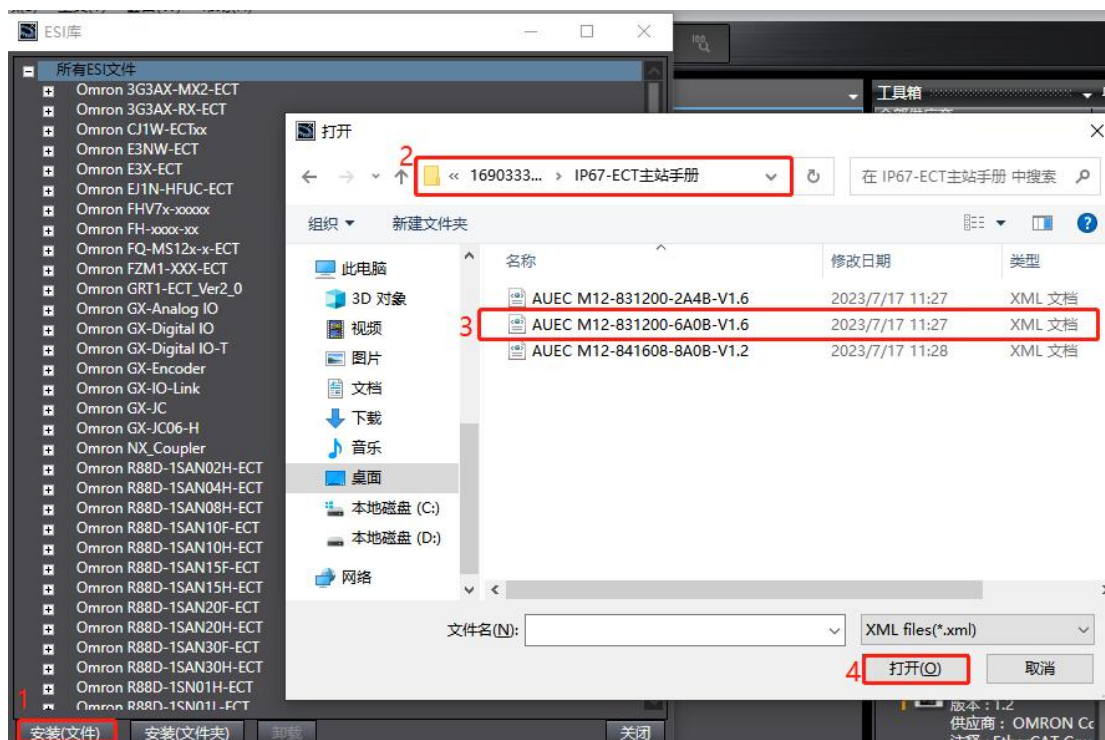 ESI库
所有ESI文件
Omron 3G3AX-MX2-ECT
Omron 3G3AX-RX-ECT
Omron CJ1W-ECTxx
Omron E3NW-ECT
Omron E3X-ECT
Omron EJ1N-HFUC-ECT
Omron FHV7x-xxxxx
Omron FH-xxxx-xx
Omron FQ-MS12x-x-ECT
Omron FZM1-XXX-ECT
Omron GRT1-ECT_Ver2_0
Omron GX-Analog IO
Omron GX-Digital IO
Omron GX-Digital IO-T
Omron GX-Encoder
Omron GX-IO-Link
Omron GX-JC
Omron GX-JC06-H
Omron NX_Coupler
Omron R88D-1SAN02H-ECT
Omron R88D-1SAN04H-ECT
Omron R88D-1SAN08H-ECT
Omron R88D-1SAN10F-ECT
Omron R88D-1SAN10H-ECT
Omron R88D-1SAN15F-ECT
Omron R88D-1SAN15H-ECT
Omron R88D-1SAN20F-ECT
Omron R88D-1SAN20H-ECT
Omron R88D-1SAN30F-ECT
Omron R88D-1SAN30H-ECT
Omron R88D-1SN01H-ECT
Omron R88D-1SN01L-ECT
1
安装(文件) 安装(文件夹) 卸载 关闭
工具箱
全部供应商
打开
2
« 1690333... › IP67-ECT主站手册
在 IP67-ECT主站手册 中搜索
组织 新建文件夹
此电脑
3D 对象
视频
图片
文档
下载
音乐
桌面
本地磁盘 (C:)
本地磁盘 (D:)
网络
名称 修改日期 类型
AUEC M12-831200-2A4B-V1.6 2023/7/17 11:27 XML 文档
3 AUEC M12-831200-6A0B-V1.6 2023/7/17 11:27 XML 文档
AUEC M12-841608-8A0B-V1.2 2023/7/17 11:28 XML 文档
文件名(N): XML files(*.xml)
4 打开(O) 取消
版本 : 1.2
供应商 : OMRON Cc